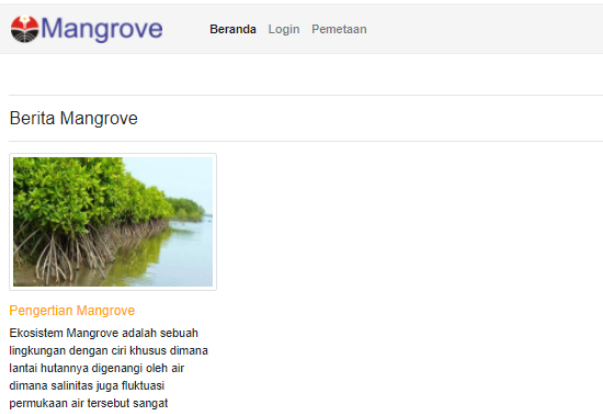 Mangrove
Beranda Login Pemetaan
Berita Mangrove
Pengertian Mangrove
Ekosistem Mangrove adalah sebuah
lingkungan dengan ciri khusus dimana
lantai hutannya digenangi oleh air
dimana salinitas juga fluktuasi
permukaan air tersebut sangat